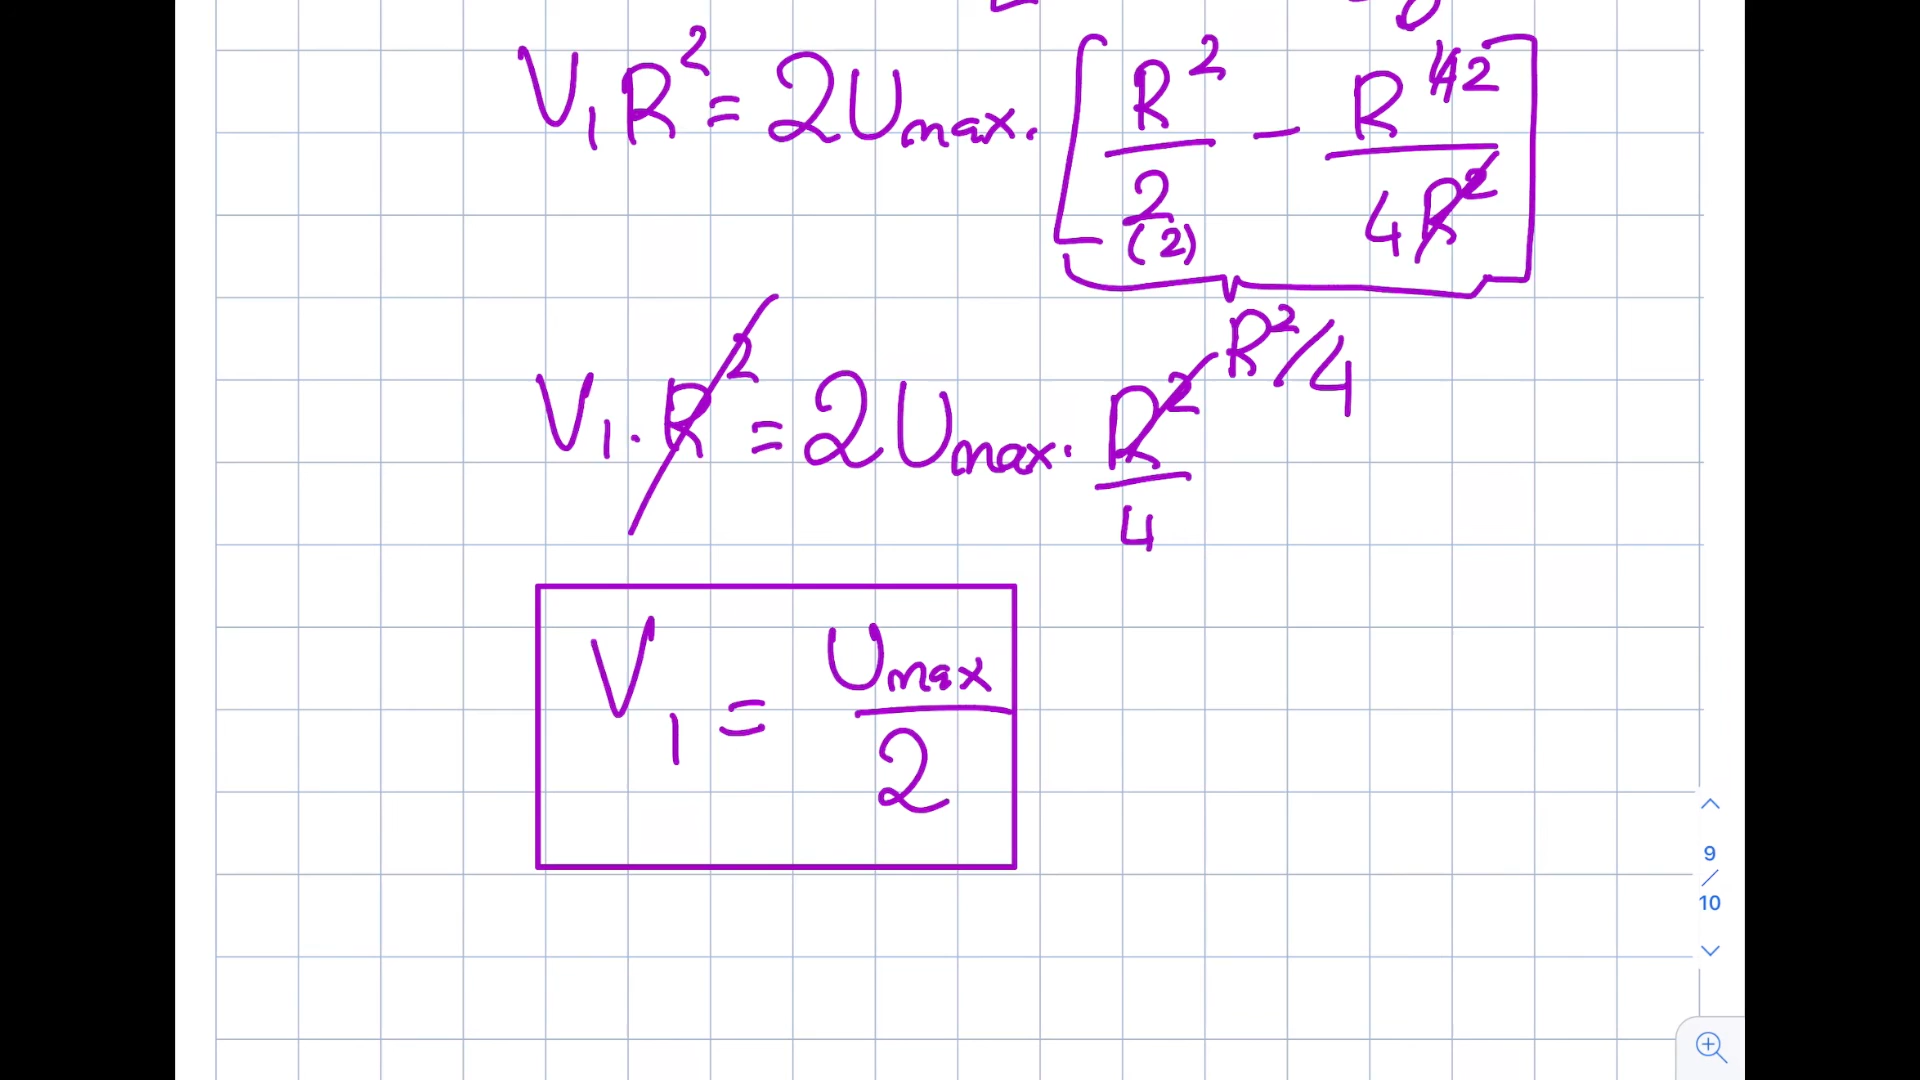 V₁R² = 2Umax. [R²/2 (2) - R⁴2/4R²]
R²/4
V₁.R² = 2Umax. R²/4
V₁ = Umax/2
9
/
10